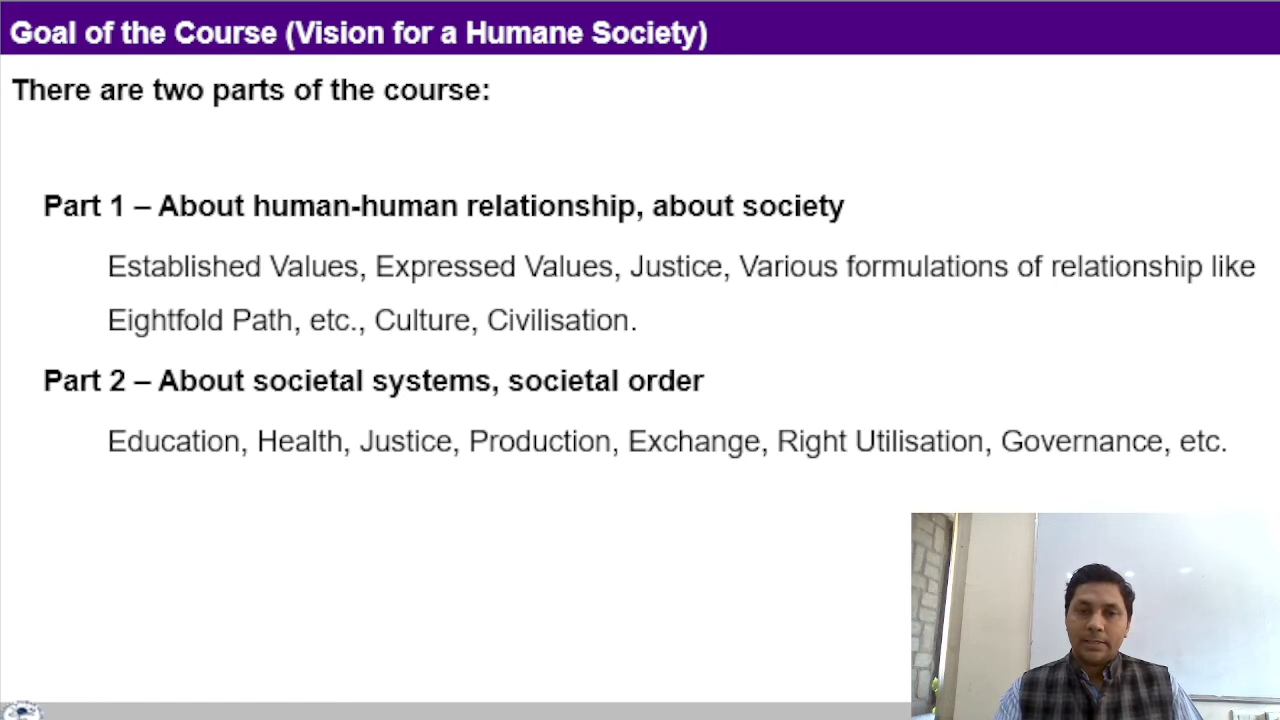 Goal of the Course (Vision for a Humane Society)
There are two parts of the course:
Part 1 – About human-human relationship, about society
Established Values, Expressed Values, Justice, Various formulations of relationship like
Eightfold Path, etc., Culture, Civilisation.
Part 2 – About societal systems, societal order
Education, Health, Justice, Production, Exchange, Right Utilisation, Governance, etc.